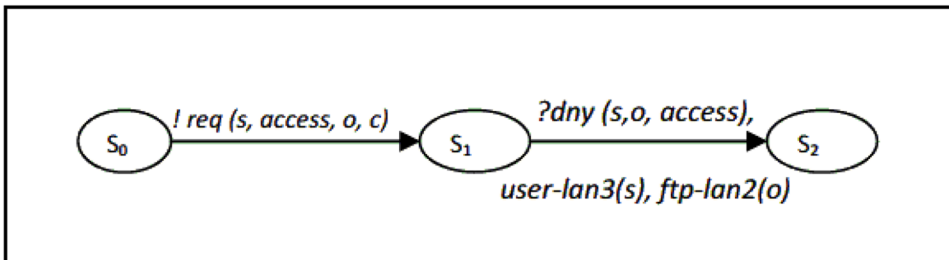 ! req (s, access, o, c)
?dny (s,o, access),
S0
S1
S2
user-lan3(s), ftp-lan2(o)